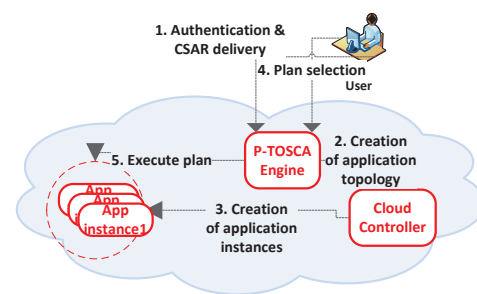 1. Authentication &
CSAR delivery
4. Plan selection
User
2. Creation
of application
topology
P-TOSCA
Engine
5. Execute plan
App
App
i
App
instance1
3. Creation
of application
instances
Cloud
Controller